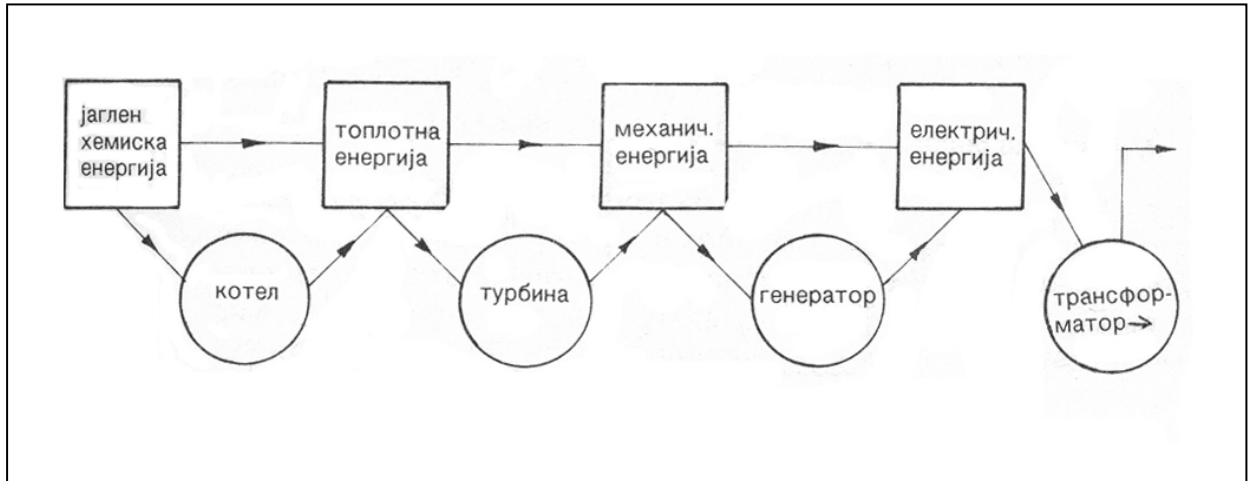 јаглен
хемиска
енергија
топлотна
енергија
механич.
енергија
електрич.
енергија
котел
турбина
генератор
трансфор-
матор→